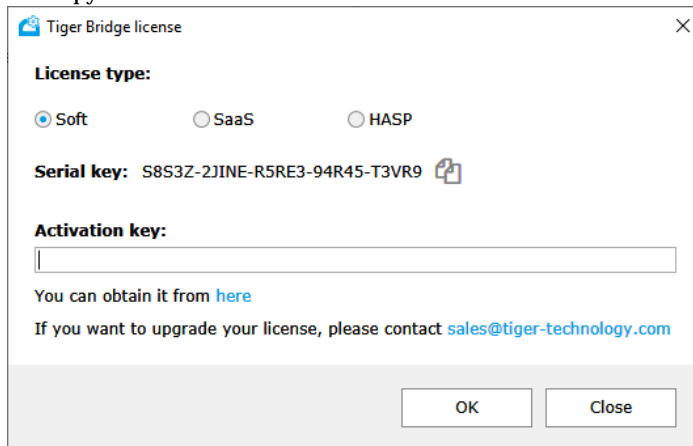 Tiger Bridge license
License type:
Soft SaaS HASP
Serial key: S8S3Z-2JINE-R5RE3-94R45-T3VR9
Activation key:
You can obtain it from here
If you want to upgrade your license, please contact sales@tiger-technology.com
OK Close